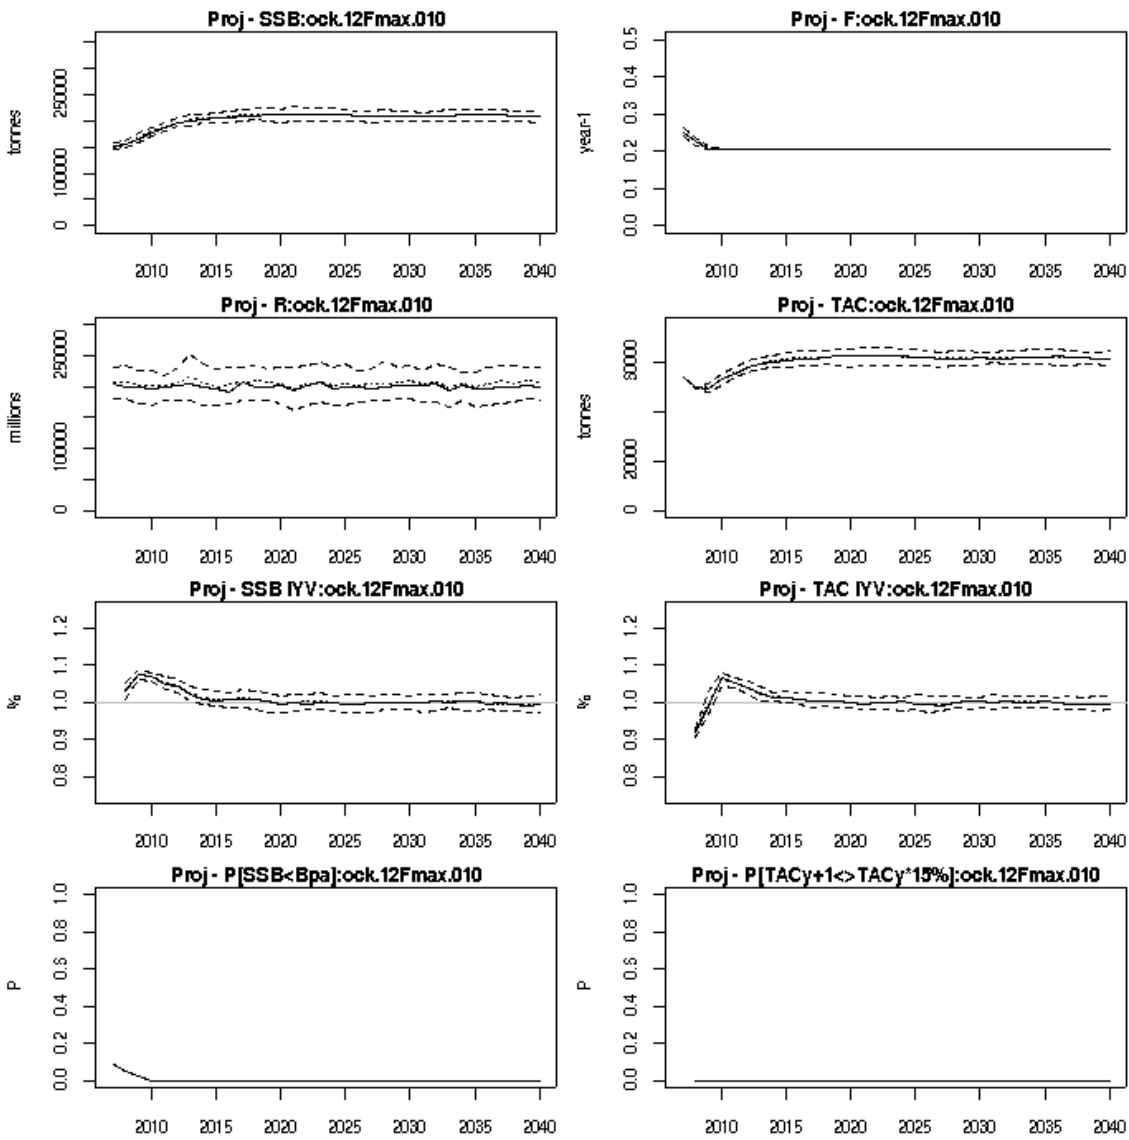 Proj - SSB:ock.12Fmax.010
tonnes
250000
100000
0
2010 2015 2020 2025 2030 2035 2040
Proj - F:ock.12Fmax.010
year-1
0.5
0.4
0.3
0.2
0.1
0.0
2010 2015 2020 2025 2030 2035 2040
Proj - R:ock.12Fmax.010
millions
250000
100000
0
2010 2015 2020 2025 2030 2035 2040
Proj - TAC:ock.12Fmax.010
tonnes
50000
20000
0
2010 2015 2020 2025 2030 2035 2040
Proj - SSB IYV:ock.12Fmax.010
%
1.2
1.1
1.0
0.9
0.8
2010 2015 2020 2025 2030 2035 2040
Proj - TAC IYV:ock.12Fmax.010
%
1.2
1.1
1.0
0.9
0.8
2010 2015 2020 2025 2030 2035 2040
Proj - P[SSB<Bpa]:ock.12Fmax.010
P
1.0
0.8
0.6
0.4
0.2
0.0
2010 2015 2020 2025 2030 2035 2040
Proj - P[TACy+1<>TACy*15%]:ock.12Fmax.010
P
1.0
0.8
0.6
0.4
0.2
0.0
2010 2015 2020 2025 2030 2035 2040